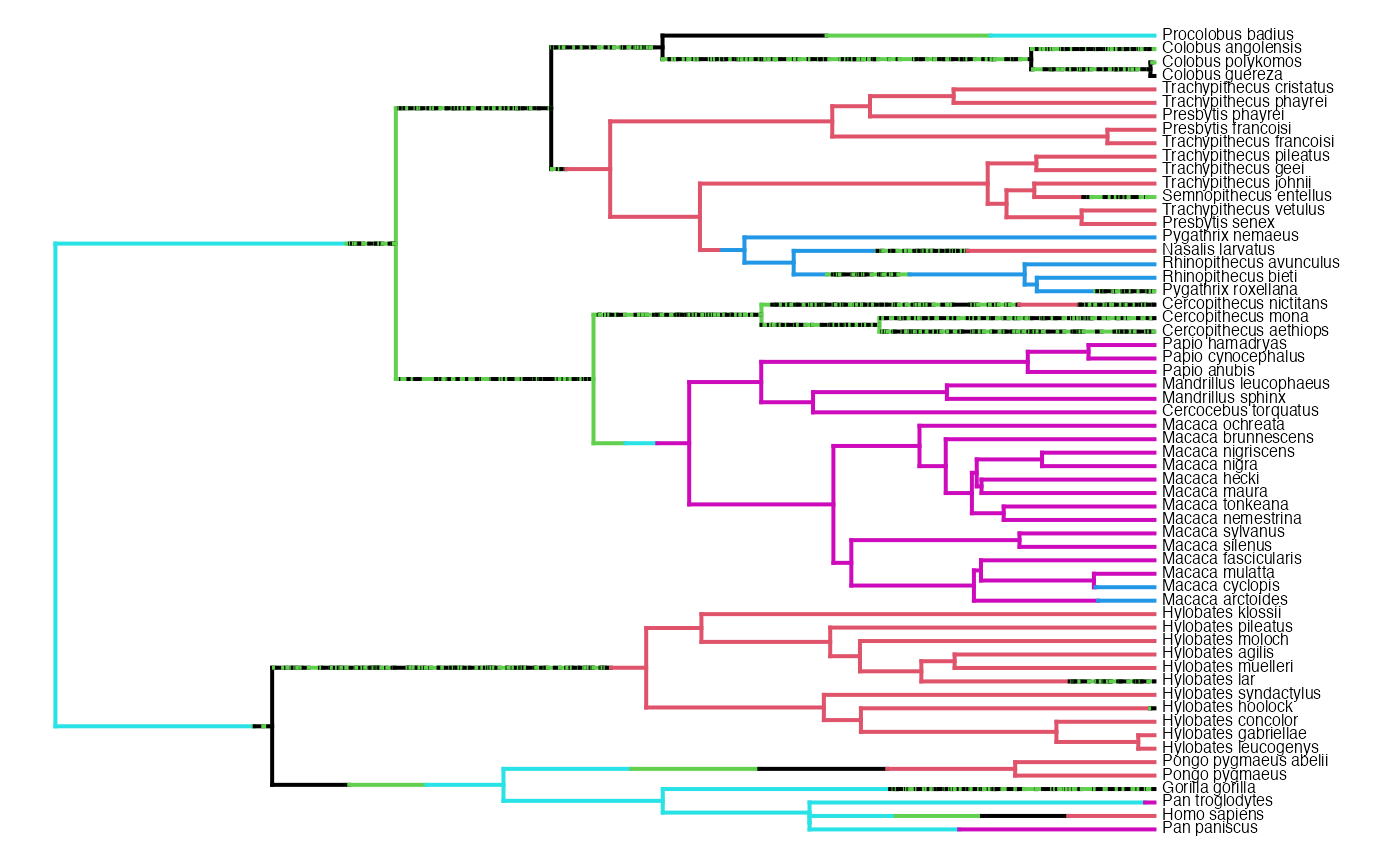 Procolobus badius
Colobus angolensis
Colobus polykomos
Colobus guereza
Trachypithecus cristatus
Trachypithecus phayrei
Presbytis phayrei
Presbytis francoisi
Trachypithecus francoisi
Trachypithecus pileatus
Trachypithecus geei
Trachypithecus johnii
Semnopithecus entellus
Trachypithecus vetulus
Presbytis senex
Pygathrix nemaeus
Nasalis larvatus
Rhinopithecus avunculus
Rhinopithecus bieti
Pygathrix roxellana
Cercopithecus nictitans
Cercopithecus mona
Cercopithecus aethiops
Papio hamadryas
Papio cynocephalus
Papio anubis
Mandrillus leucophaeus
Mandrillus sphinx
Cercocebus torquatus
Macaca ochreata
Macaca brunnescens
Macaca nigriscens
Macaca nigra
Macaca hecki
Macaca maura
Macaca tonkeana
Macaca nemestrina
Macaca sylvanus
Macaca silenus
Macaca fascicularis
Macaca mulatta
Macaca cyclopis
Macaca arctoides
Hylobates klossii
Hylobates pileatus
Hylobates moloch
Hylobates agilis
Hylobates muelleri
Hylobates lar
Hylobates syndactylus
Hylobates hoolock
Hylobates concolor
Hylobates gabriellae
Hylobates leucogenys
Pongo pygmaeus abelii
Pongo pygmaeus
Gorilla gorilla
Pan troglodytes
Homo sapiens
Pan paniscus